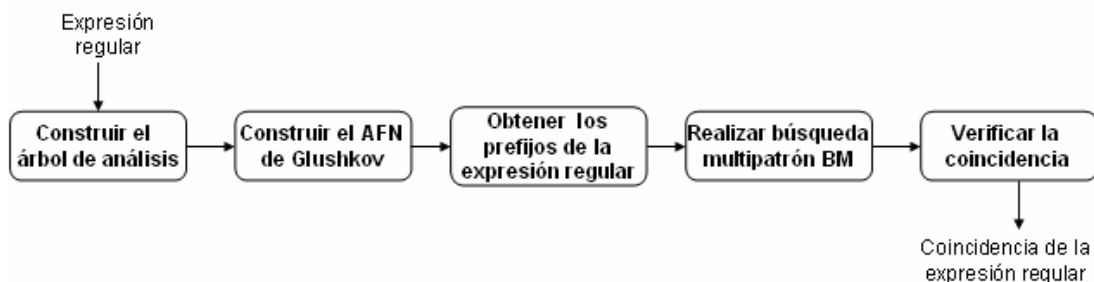 Expresión
regular
Construir el
árbol de análisis
Construir el AFN
de Glushkov
Obtener los
prefijos de la
expresión regular
Realizar búsqueda
multipatrón BM
Verificar la
coincidencia
Coincidencia de la
expresión regular